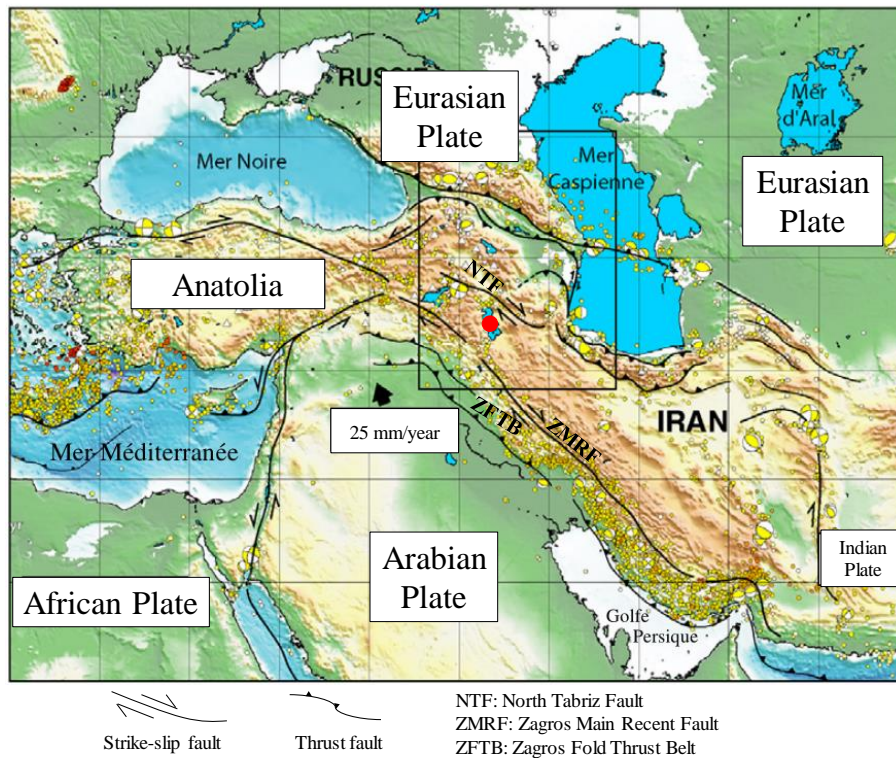 RUSSIE
Eurasian
Plate
Mer Noire
Mer
Caspienne
Mer
d'Aral
Eurasian
Plate
Anatolia
NTF
25 mm/year
ZFTB
ZMRF
IRAN
Mer Méditerranée
Arabian
Plate
Indian
Plate
African Plate
Golfe
Persique
Strike-slip fault
Thrust fault
NTF: North Tabriz Fault
ZMRF: Zagros Main Recent Fault
ZFTB: Zagros Fold Thrust Belt